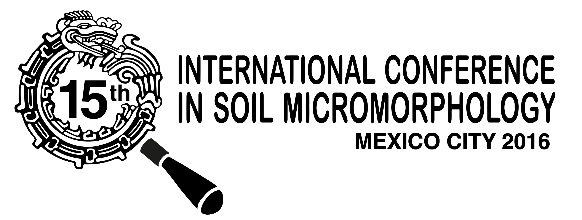 15th
INTERNATIONAL CONFERENCE
IN SOIL MICROMORPHOLOGY
MEXICO CITY 2016